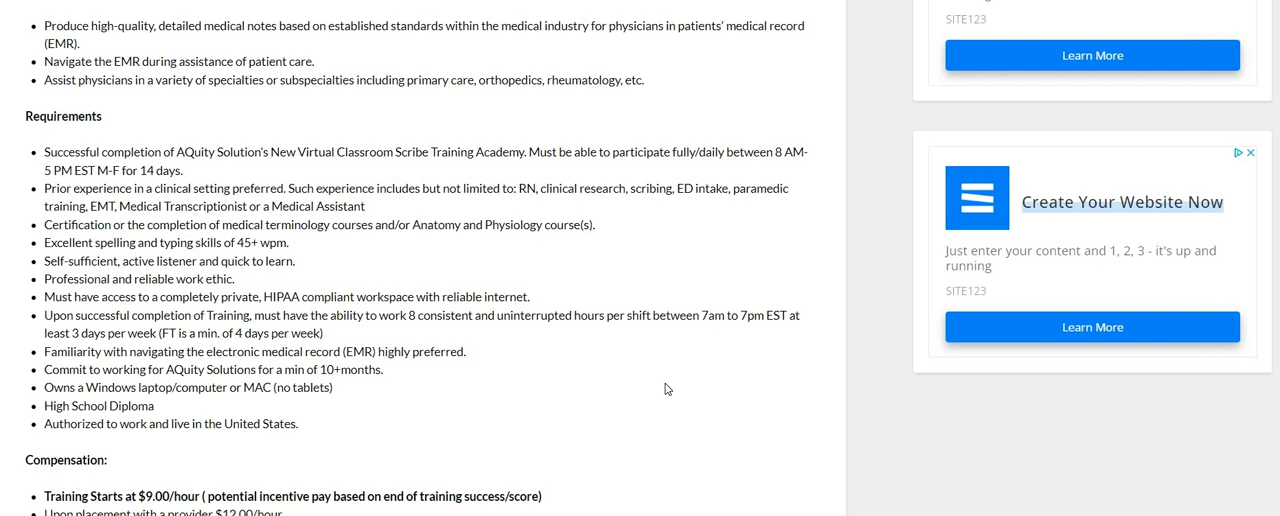 Produce high-quality, detailed medical notes based on established standards within the medical industry for physicians in patients' medical record
(EMR).
Navigate the EMR during assistance of patient care.
Assist physicians in a variety of specialties or subspecialties including primary care, orthopedics, rheumatology, etc.
Requirements
Successful completion of AQuity Solution's New Virtual Classroom Scribe Training Academy. Must be able to participate fully/daily between 8 AM-
5 PM EST M-F for 14 days.
Prior experience in a clinical setting preferred. Such experience includes but not limited to: RN, clinical research, scribing, ED intake, paramedic
training, EMT, Medical Transcriptionist or a Medical Assistant
Certification or the completion of medical terminology courses and/or Anatomy and Physiology course(s).
Excellent spelling and typing skills of 45+ wpm.
Self-sufficient, active listener and quick to learn.
Professional and reliable work ethic.
Must have access to a completely private, HIPAA compliant workspace with reliable internet.
Upon successful completion of Training, must have the ability to work 8 consistent and uninterrupted hours per shift between 7am to 7pm EST at
least 3 days per week (FT is a min. of 4 days per week)
Familiarity with navigating the electronic medical record (EMR) highly preferred.
Commit to working for AQuity Solutions for a min of 10+months.
Owns a Windows laptop/computer or MAC (no tablets)
High School Diploma
Authorized to work and live in the United States.
Compensation:
Training Starts at $9.00/hour ( potential incentive pay based on end of training success/score)
Upon placement with a provider $12.00/hour
SITE123
Learn More
Create Your Website Now
Just enter your content and 1, 2, 3 - it's up and
running
SITE123
Learn More